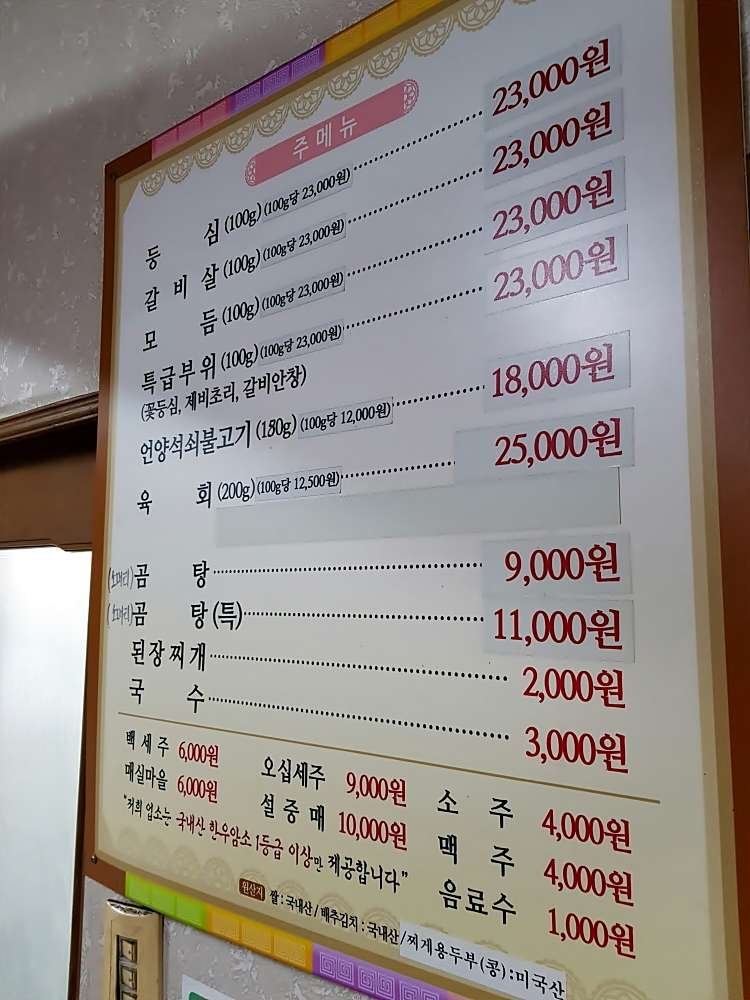 주메뉴
등 심 (100g) (100g당 23,000원) 23,000원
갈 비 살 (100g) (100g당 23,000원) 23,000원
모 듬 (100g) (100g당 23,000원) 23,000원
특급부위 (100g) (100g당 23,000원) 23,000원
(꽃등심, 제비초리, 갈비안창)
언양석쇠불고기 (150g) (100g당 12,000원) 18,000원
육 회 (200g) (100g당 12,500원) 25,000원
(소머리)곰 탕 9,000원
(소머리)곰 탕 (특) 11,000원
된장찌개 2,000원
국 수 3,000원
백 세 주 6,000원 오십세주 9,000원 소 주 4,000원
매실마을 6,000원 설 중 매 10,000원 맥 주 4,000원
음료수 1,000원
"저희 업소는 국내산 한우암소 1등급 이상만 제공합니다."
원산지 쌀 : 국내산 / 배추김치 : 국내산 /찌게용두부(콩):미국산